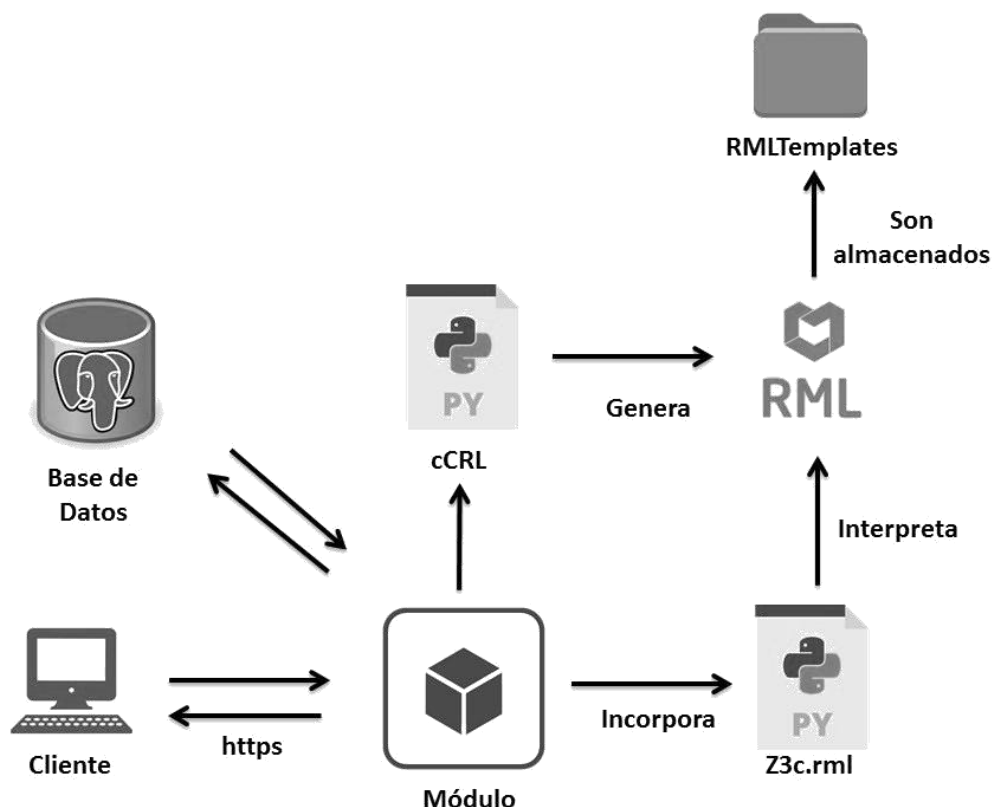 RMLTemplates
Son
almacenados
PY
Genera
RML
cCRL
Base de
Datos
Interpreta
Cliente
https
Módulo
Incorpora
PY
Z3c.rml